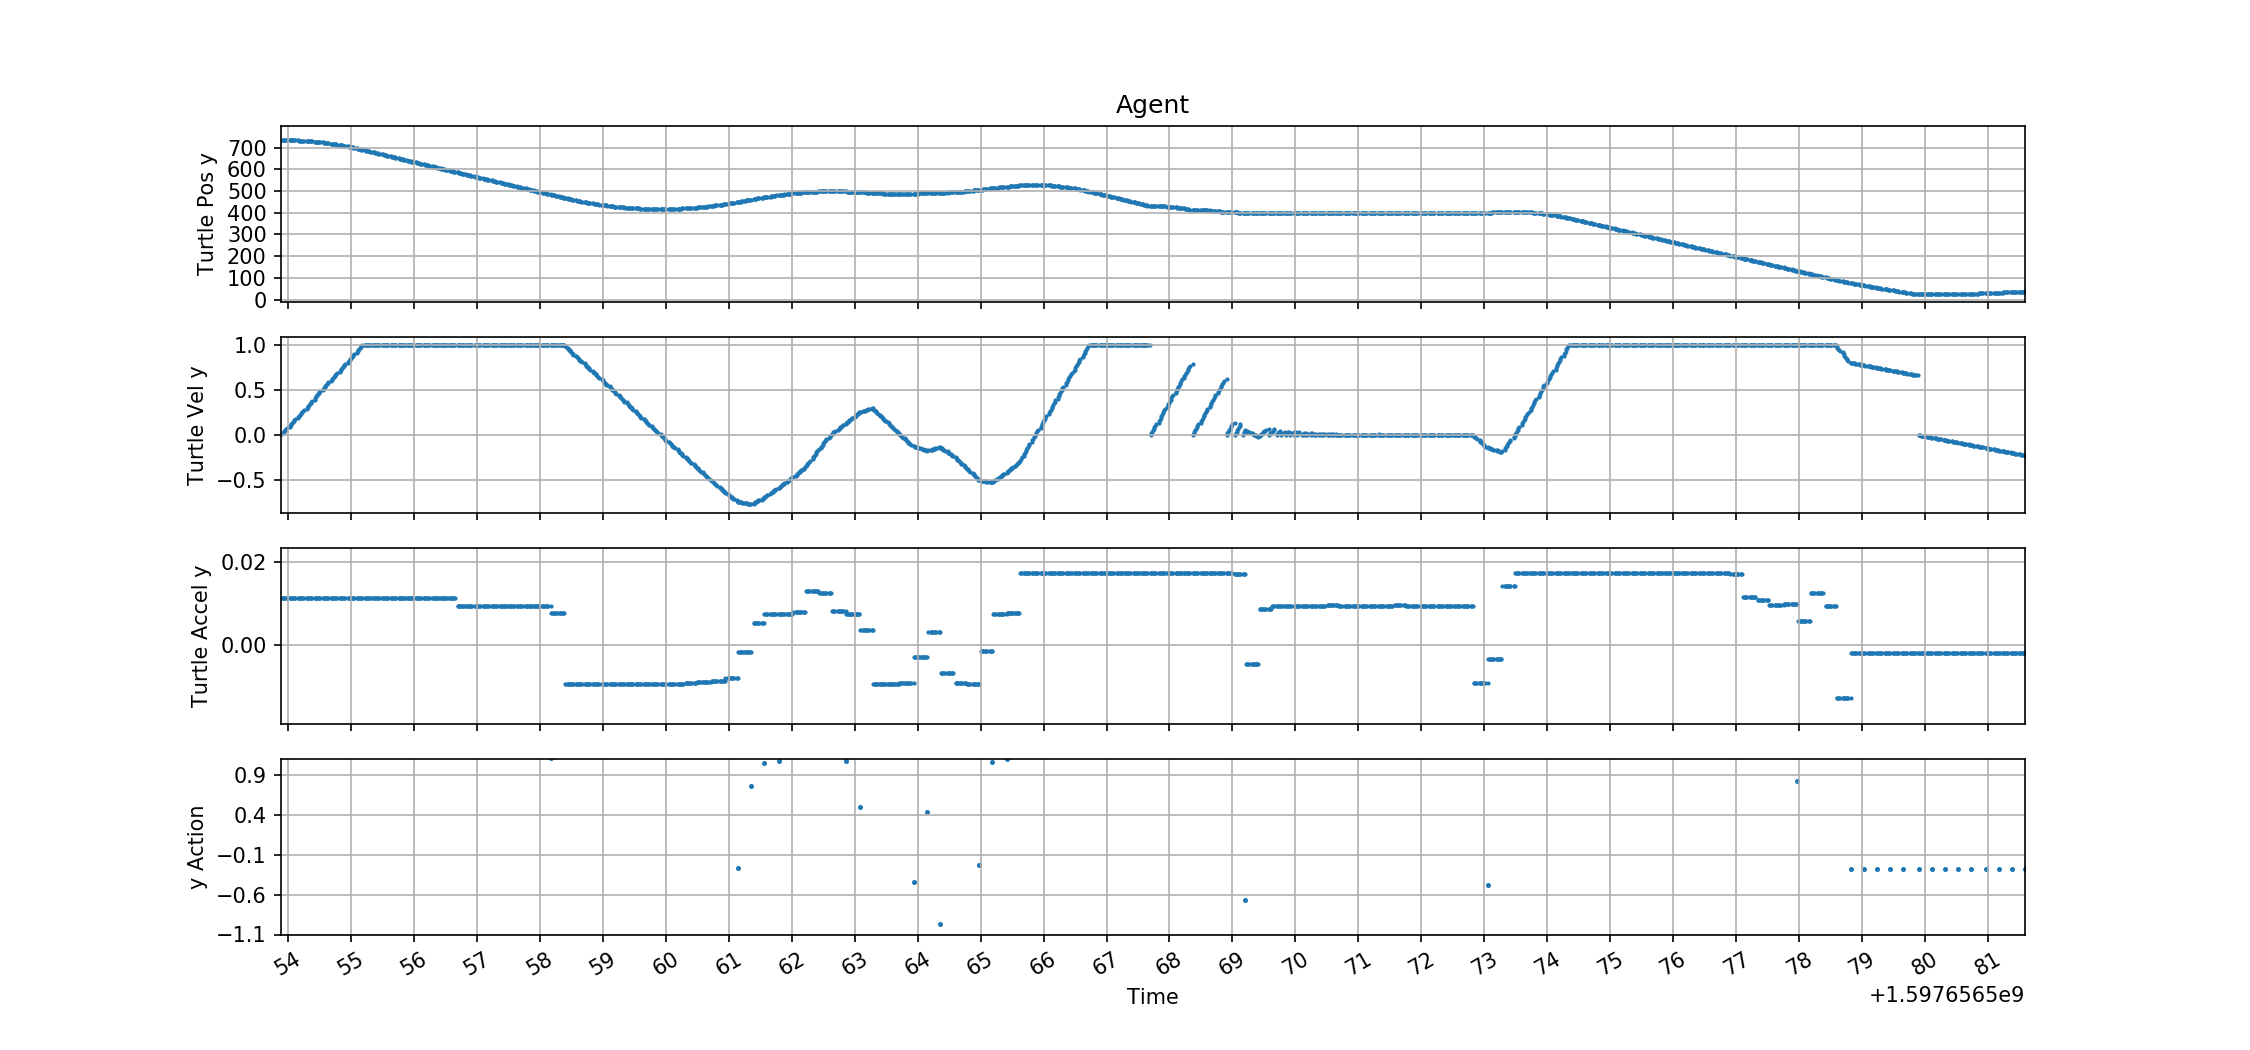 Agent
Turtle Pos y
700
600
500
400
300
200
100
0
Turtle Vel y
1.0
0.5
0.0
−0.5
Turtle Accel y
0.02
0.00
y Action
0.9
0.4
−0.1
−0.6
−1.1
54 55 56 57 58 59 60 61 62 63 64 65 66 67 68 69 70 71 72 73 74 75 76 77 78 79 80 81
Time
+1.5976565e9